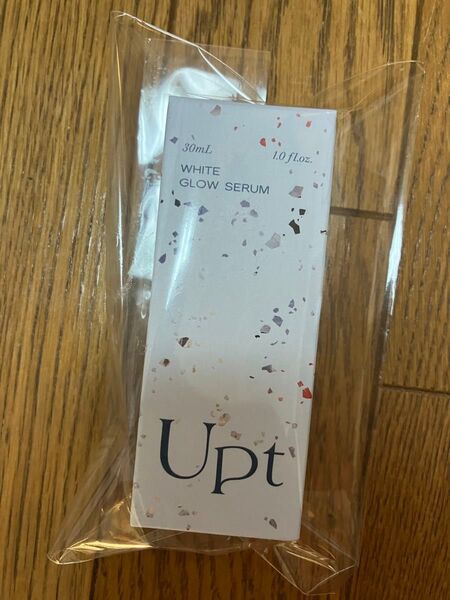 30mL 1.0 fl.oz.
WHITE
GLOW SERUM
Upt